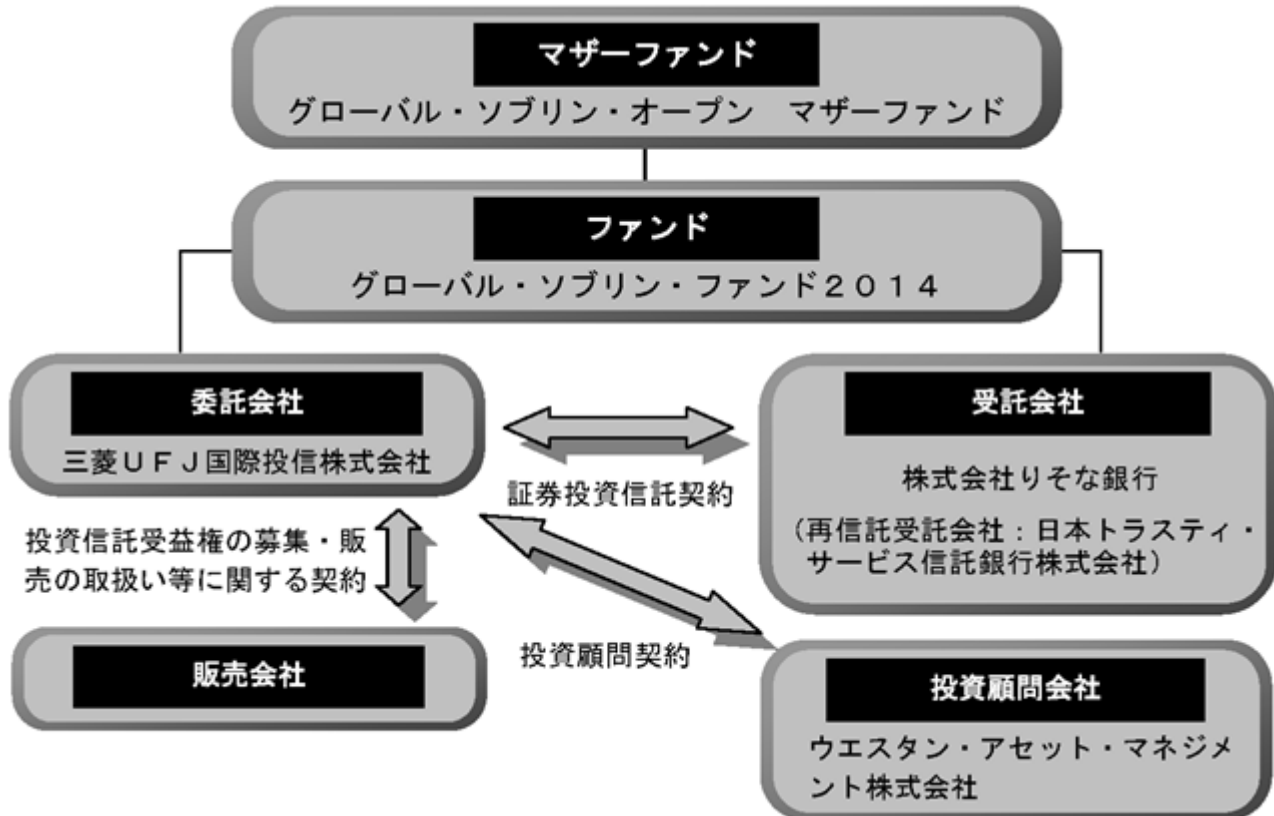 マザーファンド
グローバル・ソブリン・オープン　マザーファンド
ファンド
グローバル・ソブリン・ファンド２０１４
委託会社
三菱ＵＦＪ国際投信株式会社
証券投資信託契約
受託会社
株式会社りそな銀行
（再信託受託会社：日本トラスティ・
サービス信託銀行株式会社）
投資信託受益権の募集・販
売の取扱い等に関する契約
投資顧問契約
販売会社
投資顧問会社
ウエスタン・アセット・マネジメ
ント株式会社